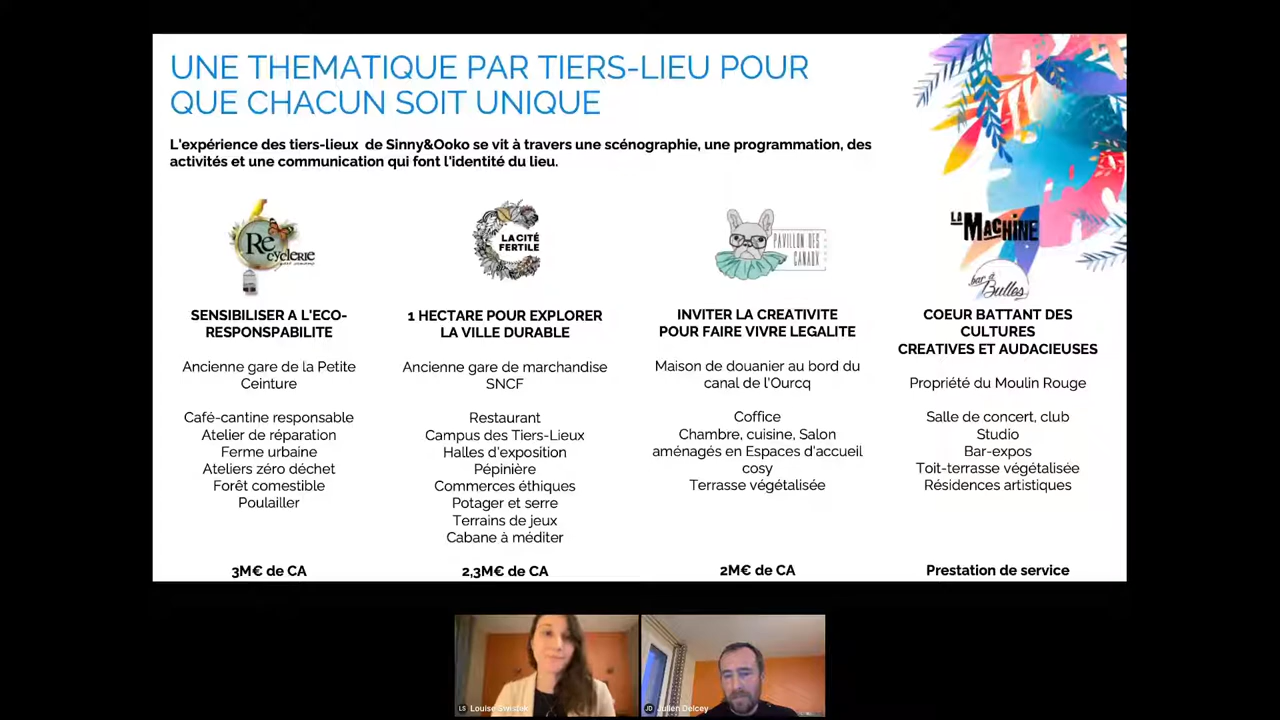 UNE THEMATIQUE PAR TIERS-LIEU POUR
QUE CHACUN SOIT UNIQUE
L'expérience des tiers-lieux de Sinny&Ooko se vit à travers une scénographie, une programmation, des
activités et une communication qui font l'identité du lieu.
Re
cyclerie
SENSIBILISER A L'ECO-
RESPONSPABILITE
Ancienne gare de la Petite
Ceinture
Café-cantine responsable
Atelier de réparation
Ferme urbaine
Ateliers zéro déchet
Forêt comestible
Poulailler
3M€ de CA
LA CITÉ
FERTILE
1 HECTARE POUR EXPLORER
LA VILLE DURABLE
Ancienne gare de marchandise
SNCF
Restaurant
Campus des Tiers-Lieux
Halles d'exposition
Pépinière
Commerces éthiques
Potager et serre
Terrains de jeux
Cabane à méditer
2,3M€ de CA
PAVILLON DES
CANAUX
INVITER LA CREATIVITE
POUR FAIRE VIVRE LEGALITE
Maison de douanier au bord du
canal de l'Ourcq
Coffice
Chambre, cuisine, Salon
aménagés en Espaces d'accueil
cosy
Terrasse végétalisée
2M€ de CA
LA MACHINE
bar à
Bulles
COEUR BATTANT DES
CULTURES
CREATIVES ET AUDACIEUSES
Propriété du Moulin Rouge
Salle de concert, club
Studio
Bar-expos
Toit-terrasse végétalisée
Résidences artistiques
Prestation de service
LS Louise Swistek
JD Julien Delcey